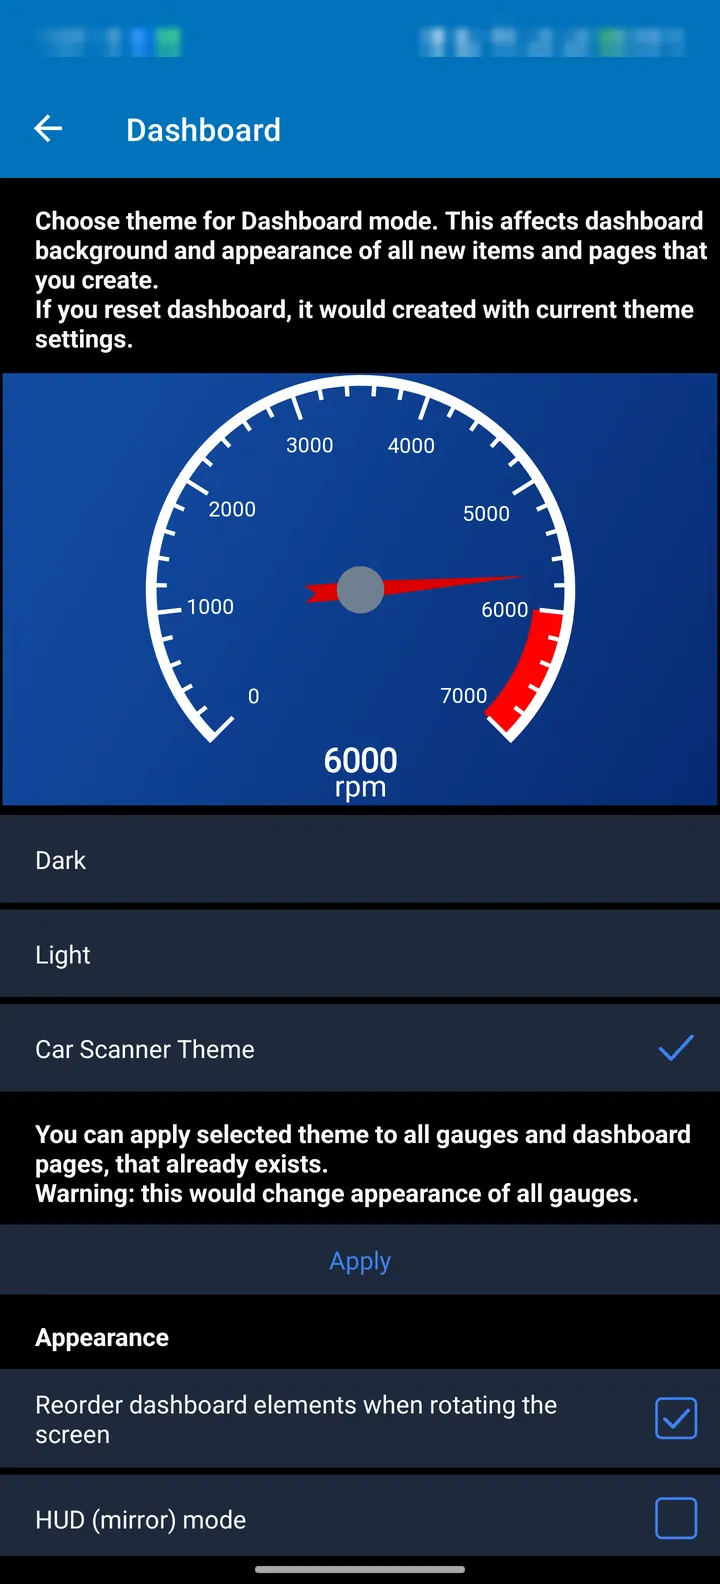 Dashboard
Choose theme for Dashboard mode. This affects dashboard
background and appearance of all new items and pages that
you create.
If you reset dashboard, it would created with current theme
settings.
3000 4000
2000 5000
1000 6000
0 7000
6000
rpm
Dark
Light
Car Scanner Theme
You can apply selected theme to all gauges and dashboard
pages, that already exists.
Warning: this would change appearance of all gauges.
Apply
Appearance
Reorder dashboard elements when rotating the
screen
HUD (mirror) mode